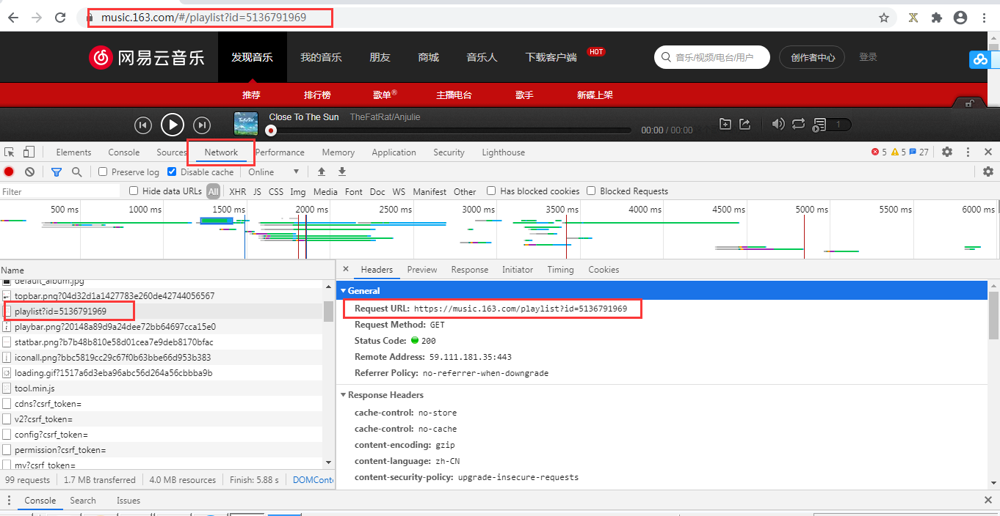 music.163.com/#/playlist?id=5136791969
网易云音乐 发现音乐 我的音乐 朋友 商城 音乐人 下载客户端 HOT 音乐/视频/电台/用户 创作者中心 登录
推荐 排行榜 歌单® 主播电台 歌手 新碟上架
Close To The Sun TheFatRat/Anjulie
00:00 / 00:00 1
Elements Console Sources Network Performance Memory Application Security Lighthouse 5 5 27
Preserve log Disable cache Online
Filter Hide data URLs All XHR JS CSS Img Media Font Doc WS Manifest Other Has blocked cookies Blocked Requests
500 ms 1000 ms 1500 ms 2000 ms 2500 ms 3000 ms 3500 ms 4000 ms 4500 ms 5000 ms 5500 ms 6000 ms
Name
default_album.jpg
topbar.png?04d32d1a1427783e260de42744056567
playlist?id=5136791969
playbar.png?20148a89d9a24dee72bb64697cca15e0
statbar.png?b7b48b810e58d01cea7e9deb8170bfac
iconall.png?bbc5819cc29c67f0b63bbe66d953b383
loading.gif?1517a6d3eba96abc56d264a56cbbba9b
tool.min.js
cdns?csrf_token=
v2?csrf_token=
config?csrf_token=
permission?csrf_token=
mv?csrf_token=
99 requests 1.7 MB transferred 4.0 MB resources Finish: 5.88 s DOMConte
Headers Preview Response Initiator Timing Cookies
General
Request URL: https://music.163.com/playlist?id=5136791969
Request Method: GET
Status Code: 200
Remote Address: 59.111.181.35:443
Referrer Policy: no-referrer-when-downgrade
Response Headers
cache-control: no-store
cache-control: no-cache
content-encoding: gzip
content-language: zh-CN
content-security-policy: upgrade-insecure-requests
Console Search Issues